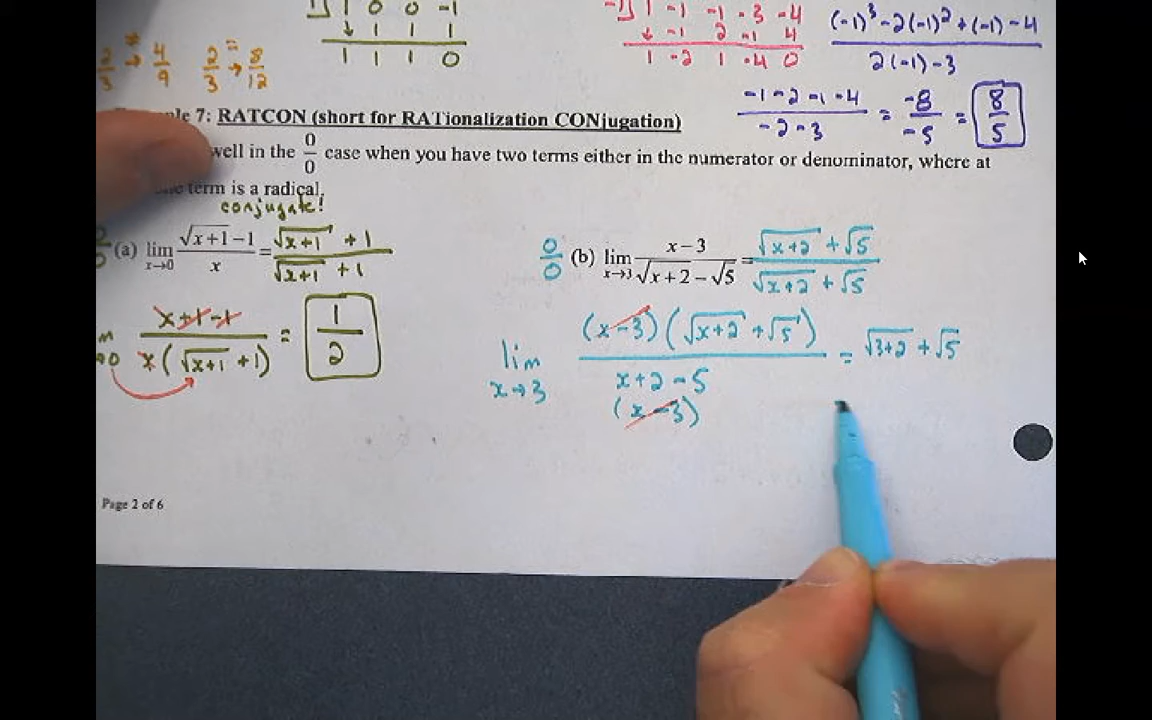 1 0 0 -1
↓ 1 1 1
1 1 1 0
-1 1 -1 -1 -3 -4
↓ -1 2 -1 4
1 -2 1 -4 0
(-1)³ - 2(-1)² + (-1) - 4
2(-1) - 3
2/3 → 4/9 2/3 → 8/12
≠ =
-1 - 2 - 1 - 4 / -2 - 3 = -8 / -5 = 8/5
7: RATCON (short for RATionalization CONjugation)
well in the 0/0 case when you have two terms either in the numerator or denominator, where at
term is a radical.
conjugate!
(a) lim x→0 √x+1 - 1 / x = √x+1 + 1 / √x+1 + 1
x + 1 - 1 / x(√x+1 + 1) = 1/2
0/0 (b) lim x→3 x - 3 / √x+2 - √5 = √x+2 + √5 / √x+2 + √5
lim x→3 (x-3)(√x+2 + √5) / x+2-5 = √3+2 + √5
(x-3)
Page 2 of 6